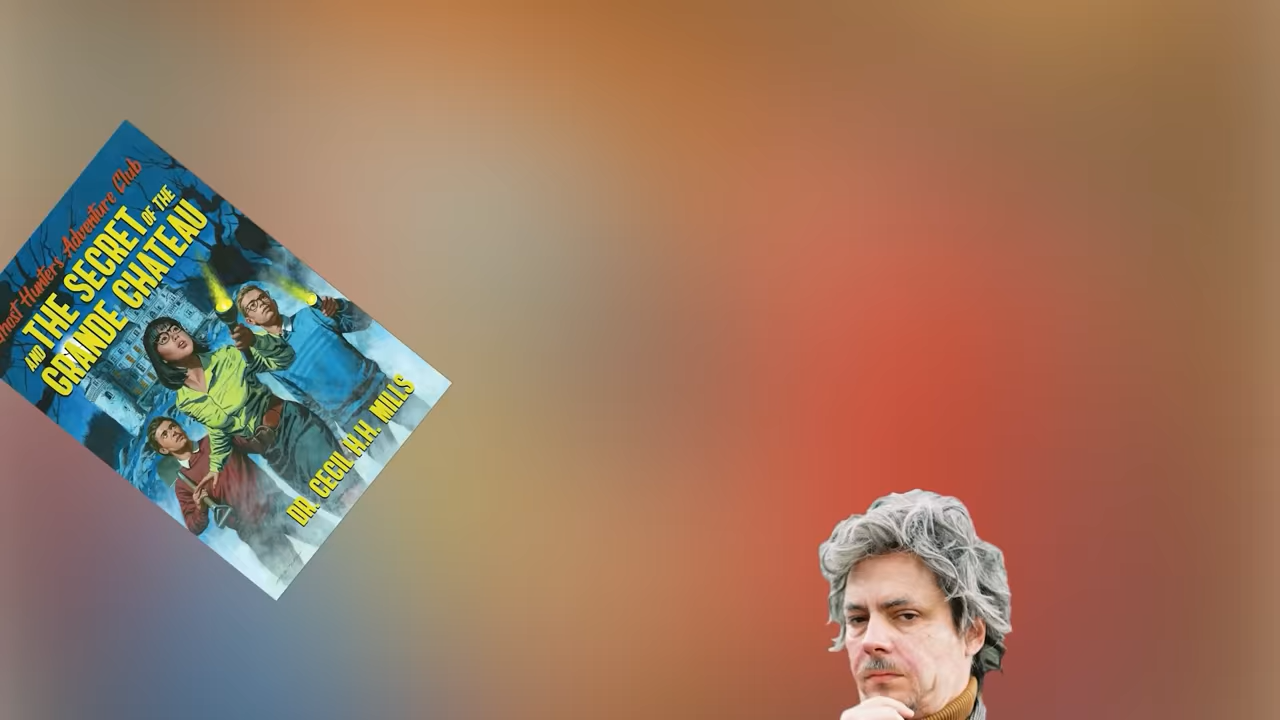 Ghost Hunters Adventure Club
AND THE SECRET OF THE
GRANDE CHATEAU
DR. CECIL H.H. MILLS